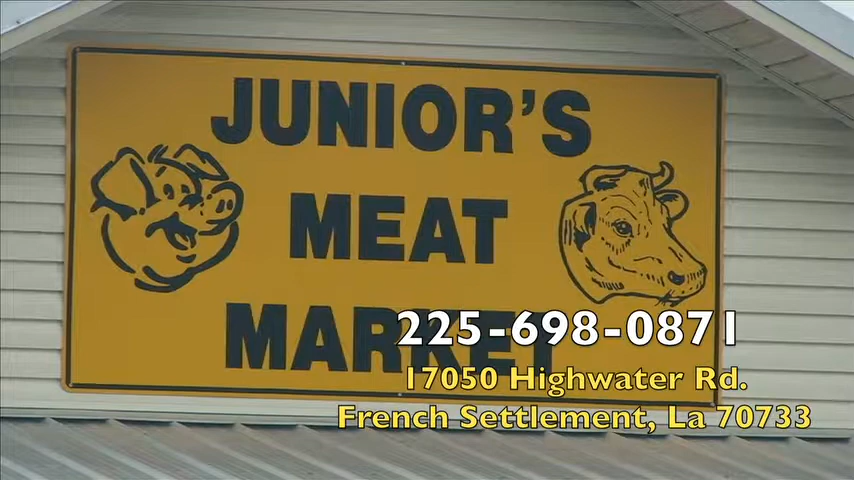 JUNIOR'S
MEAT
MARKET
225-698-0871
17050 Highwater Rd.
French Settlement, La 70733